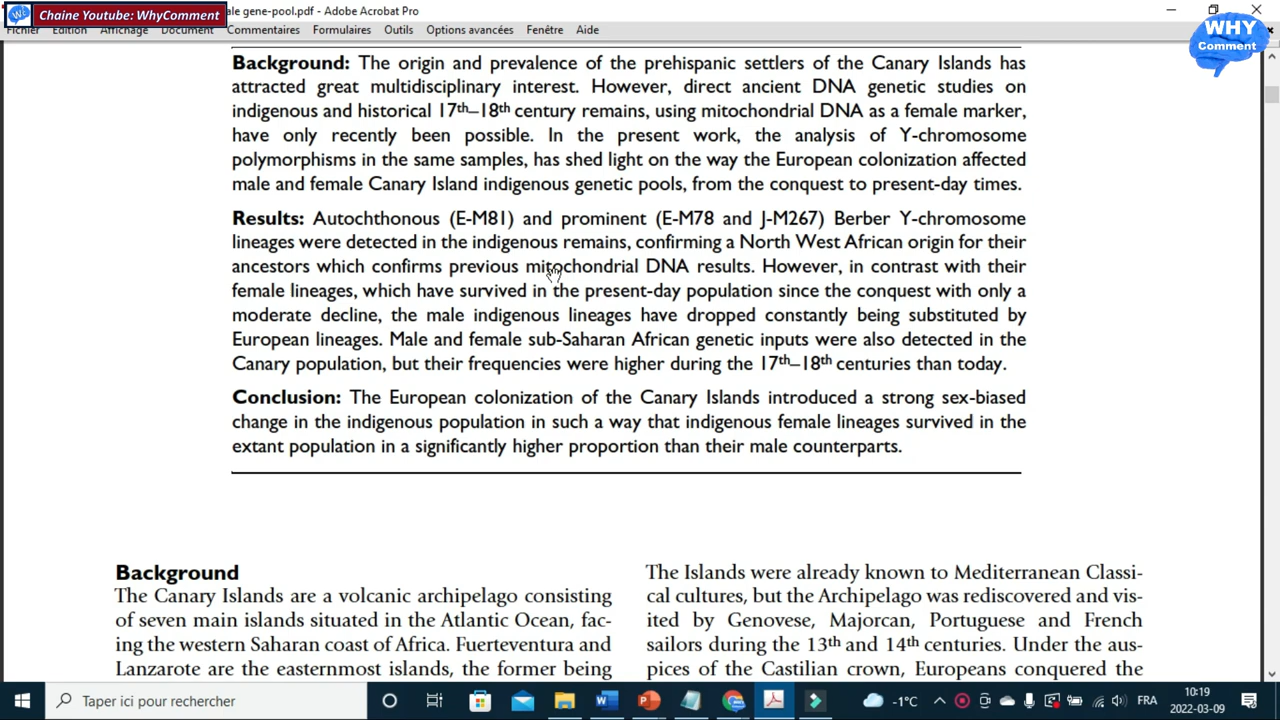 Chaine Youtube: WhyComment
ale gene-pool.pdf - Adobe Acrobat Pro
WHY
Comment
Fichier Edition Affichage Document Commentaires Formulaires Outils Options avancées Fenêtre Aide
Background: The origin and prevalence of the prehispanic settlers of the Canary Islands has
attracted great multidisciplinary interest. However, direct ancient DNA genetic studies on
indigenous and historical 17th–18th century remains, using mitochondrial DNA as a female marker,
have only recently been possible. In the present work, the analysis of Y-chromosome
polymorphisms in the same samples, has shed light on the way the European colonization affected
male and female Canary Island indigenous genetic pools, from the conquest to present-day times.
Results: Autochthonous (E-M81) and prominent (E-M78 and J-M267) Berber Y-chromosome
lineages were detected in the indigenous remains, confirming a North West African origin for their
ancestors which confirms previous mitochondrial DNA results. However, in contrast with their
female lineages, which have survived in the present-day population since the conquest with only a
moderate decline, the male indigenous lineages have dropped constantly being substituted by
European lineages. Male and female sub-Saharan African genetic inputs were also detected in the
Canary population, but their frequencies were higher during the 17th–18th centuries than today.
Conclusion: The European colonization of the Canary Islands introduced a strong sex-biased
change in the indigenous population in such a way that indigenous female lineages survived in the
extant population in a significantly higher proportion than their male counterparts.
Background
The Canary Islands are a volcanic archipelago consisting
of seven main islands situated in the Atlantic Ocean, fac-
ing the western Saharan coast of Africa. Fuerteventura and
Lanzarote are the easternmost islands, the former being
The Islands were already known to Mediterranean Classi-
cal cultures, but the Archipelago was rediscovered and vis-
ited by Genovese, Majorcan, Portuguese and French
sailors during the 13th and 14th centuries. Under the aus-
pices of the Castilian crown, Europeans conquered the
Taper ici pour rechercher
-1°C
FRA
10:19
2022-03-09